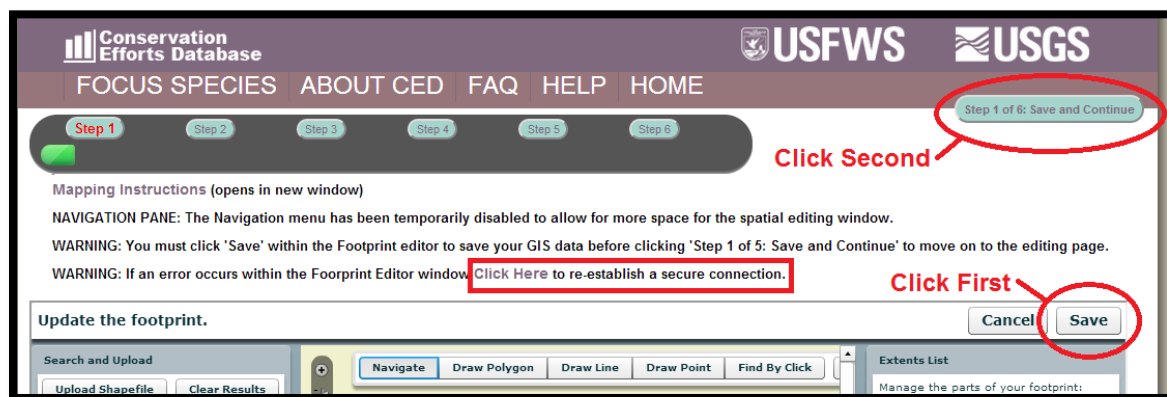 Conservation
Efforts Database
USFWS
USGS
FOCUS SPECIES ABOUT CED FAQ HELP HOME
Step 1 of 6: Save and Continue
Step 1 Step 2 Step 3 Step 4 Step 5 Step 6
Click Second
Mapping Instructions (opens in new window)
NAVIGATION PANE: The Navigation menu has been temporarily disabled to allow for more space for the spatial editing window.
WARNING: You must click 'Save' within the Footprint editor to save your GIS data before clicking 'Step 1 of 5: Save and Continue' to move on to the editing page.
WARNING: If an error occurs within the Foorprint Editor window Click Here to re-establish a secure connection.
Click First
Update the footprint. Cancel Save
Search and Upload
Upload Shapefile Clear Results
Navigate Draw Polygon Draw Line Draw Point Find By Click
Extents List
Manage the parts of your footprint: